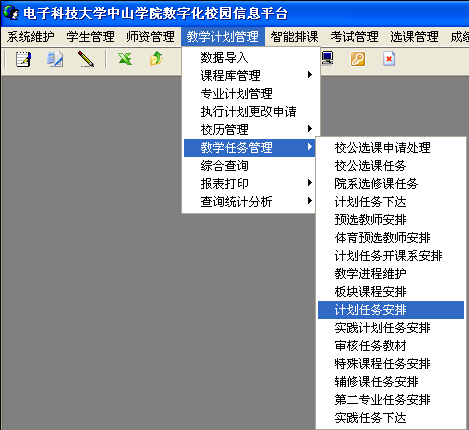 电子科技大学中山学院数字化校园信息平台
系统维护 学生管理 师资管理 教学计划管理 智能排课 考试管理 选课管理 成绩
数据导入
课程库管理
专业计划管理
执行计划更改申请
校历管理
教学任务管理
综合查询
报表打印
查询统计分析
校公选课申请处理
校公选课任务
院系选修课任务
计划任务下达
预选教师安排
体育预选教师安排
计划任务开课系安排
教学进程维护
板块课程安排
计划任务安排
实践计划任务安排
审核任务教材
特殊课程任务安排
辅修课任务安排
第二专业任务安排
实践任务下达